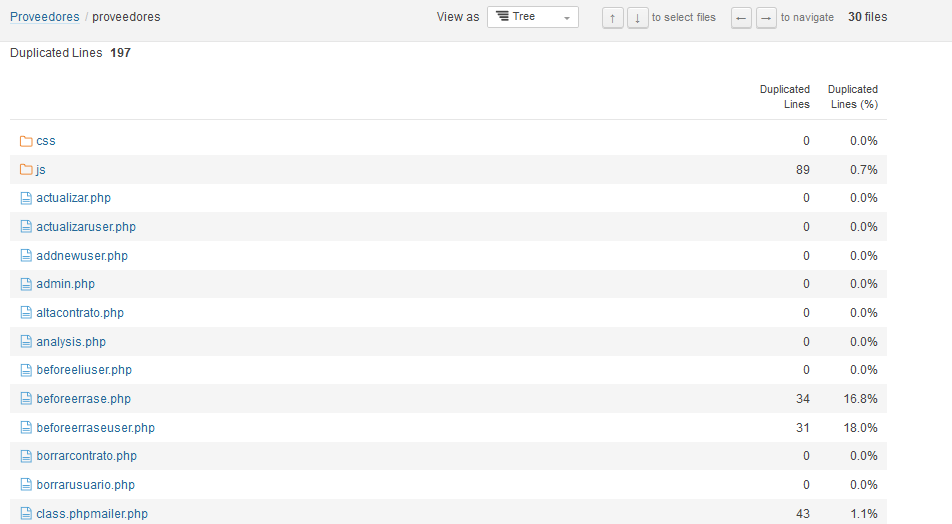 Proveedores / proveedores View as Tree ↑ ↓ to select files ← → to navigate 30 files
Duplicated Lines 197
Duplicated Lines Duplicated Lines (%)
css 0 0.0%
js 89 0.7%
actualizar.php 0 0.0%
actualizaruser.php 0 0.0%
addnewuser.php 0 0.0%
admin.php 0 0.0%
altacontrato.php 0 0.0%
analysis.php 0 0.0%
beforeeliuser.php 0 0.0%
beforeerrase.php 34 16.8%
beforeerraseuser.php 31 18.0%
borrarcontrato.php 0 0.0%
borrarusuario.php 0 0.0%
class.phpmailer.php 43 1.1%